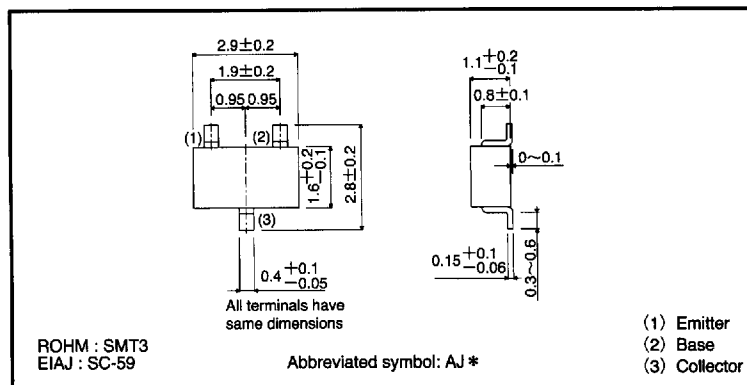 2.9±0.2
1.9±0.2
0.95 0.95
(1) (2)
(3)
1.6 +0.2 −0.1
2.8±0.2
0.4 +0.1 −0.05
All terminals have
same dimensions
1.1 +0.2 −0.1
0.8±0.1
0~0.1
0.15 +0.1 −0.06
0.3~0.6
ROHM : SMT3
EIAJ : SC-59
Abbreviated symbol: AJ *
(1) Emitter
(2) Base
(3) Collector